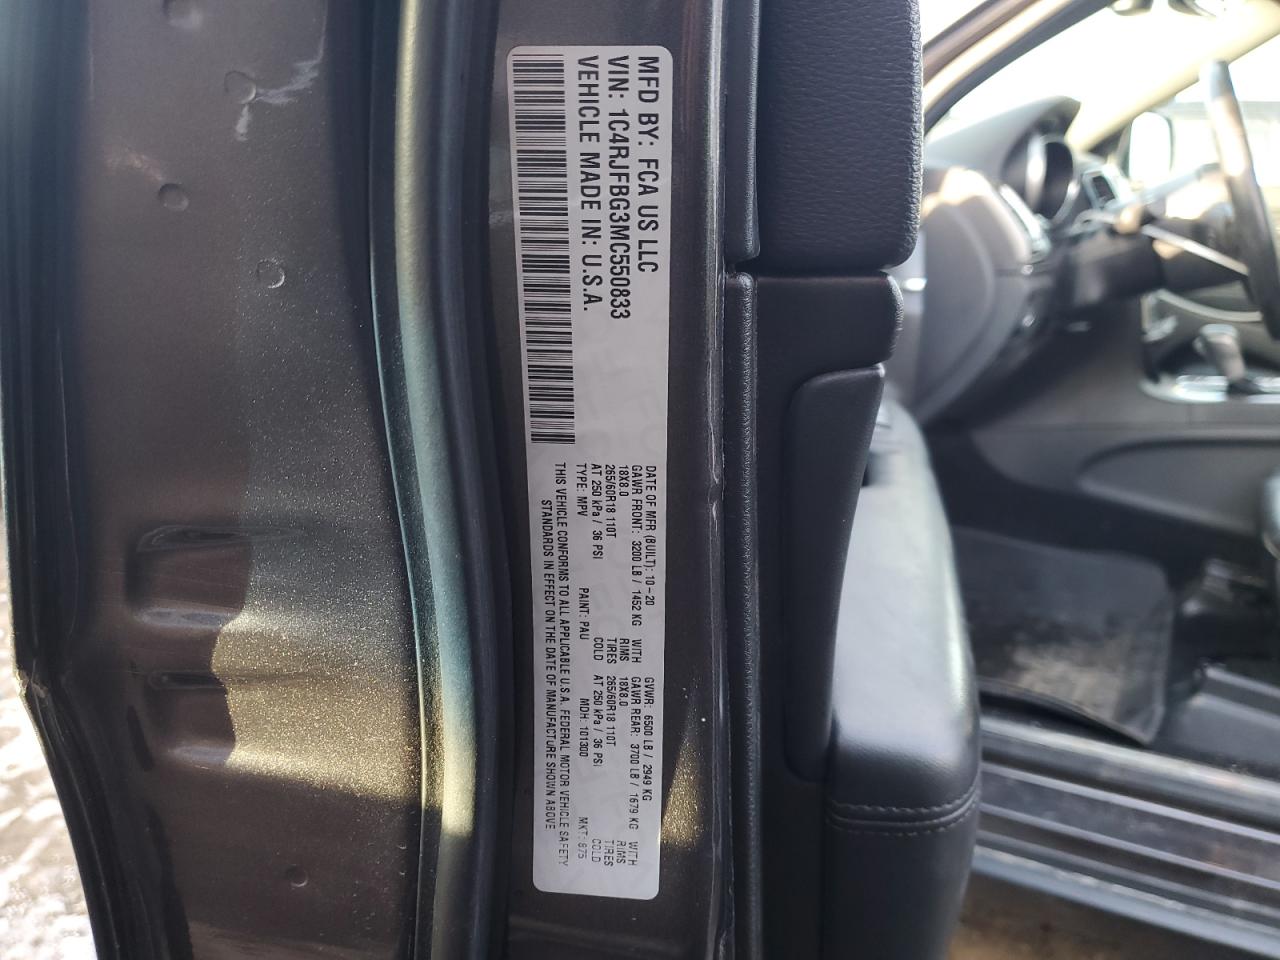 MFD BY: FCA US LLC
VIN: 1C4RJFBG3MC550833
VEHICLE MADE IN: U.S.A.
DATE OF MFR (BUILT): 10-20 GVWR: 6500 LB / 2949 KG
GAWR FRONT: 3200 LB / 1452 KG WITH GAWR REAR: 3700 LB / 1679 KG WITH
18X8.0 RIMS 18X8.0 RIMS
265/60R18 110T TIRES 265/60R18 110T TIRES
AT 250 kPa / 36 PSI COLD AT 250 kPa / 36 PSI COLD
TYPE: MPV PAINT: PAU MDH: 101300 MKT: 875
THIS VEHICLE CONFORMS TO ALL APPLICABLE U.S.A. FEDERAL MOTOR VEHICLE SAFETY
STANDARDS IN EFFECT ON THE DATE OF MANUFACTURE SHOWN ABOVE